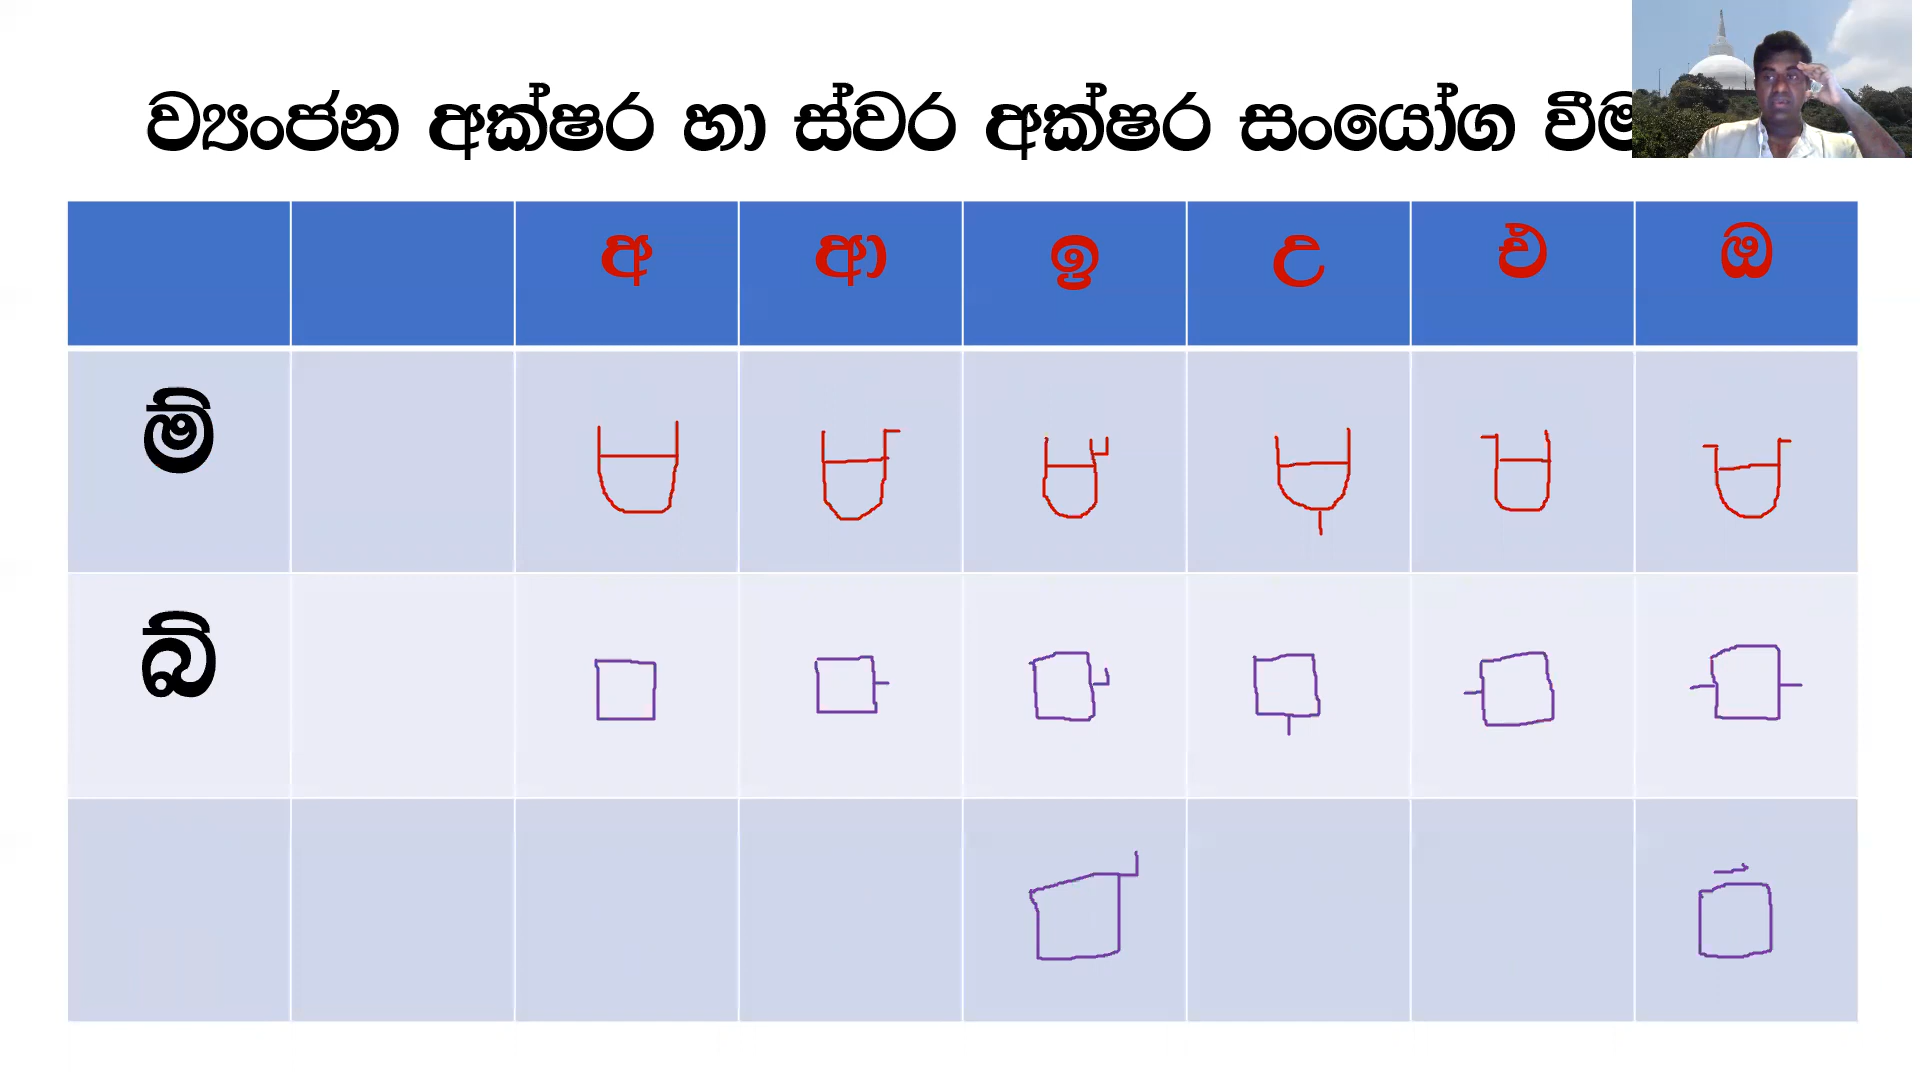 ව්‍යංජන අක්ෂර හා ස්වර අක්ෂර සංයෝග වීම
අ ආ ඉ උ එ ඔ
ම්
බ්